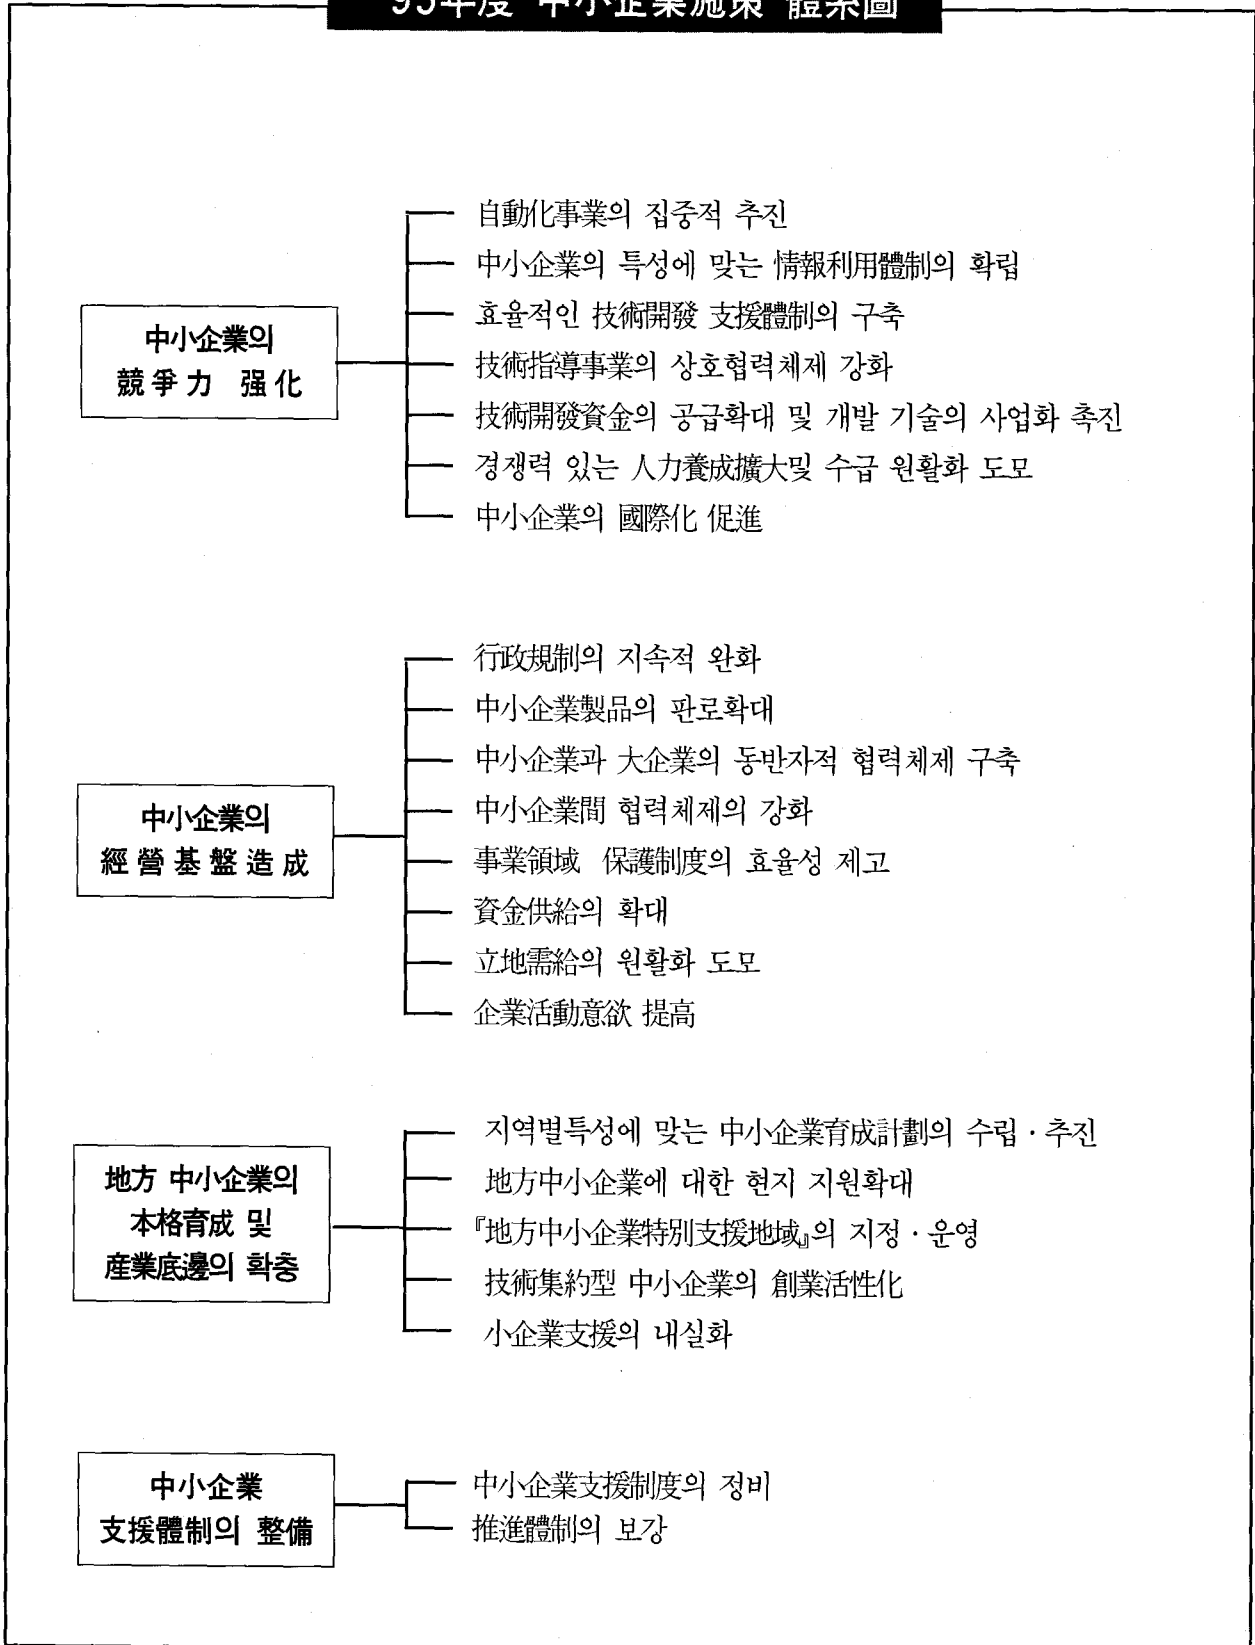 95年度 中小企業施策 體系圖
中小企業의
競爭力 强化
自動化事業의 집중적 추진
中小企業의 특성에 맞는 情報利用體制의 확립
효율적인 技術開發 支援體制의 구축
技術指導事業의 상호협력체제 강화
技術開發資金의 공급확대 및 개발 기술의 사업화 촉진
경쟁력 있는 人力養成擴大및 수급 원활화 도모
中小企業의 國際化 促進
中小企業의
經營基盤造成
行政規制의 지속적 완화
中小企業製品의 판로확대
中小企業과 大企業의 동반자적 협력체제 구축
中小企業間 협력체제의 강화
事業領域 保護制度의 효율성 제고
資金供給의 확대
立地需給의 원활화 도모
企業活動意欲 提高
地方 中小企業의
本格育成 및
産業底邊의 확충
지역별특성에 맞는 中小企業育成計劃의 수립·추진
地方中小企業에 대한 현지 지원확대
『地方中小企業特別支援地域』의 지정·운영
技術集約型 中小企業의 創業活性化
小企業支援의 내실화
中小企業
支援體制의 整備
中小企業支援制度의 정비
推進體制의 보강